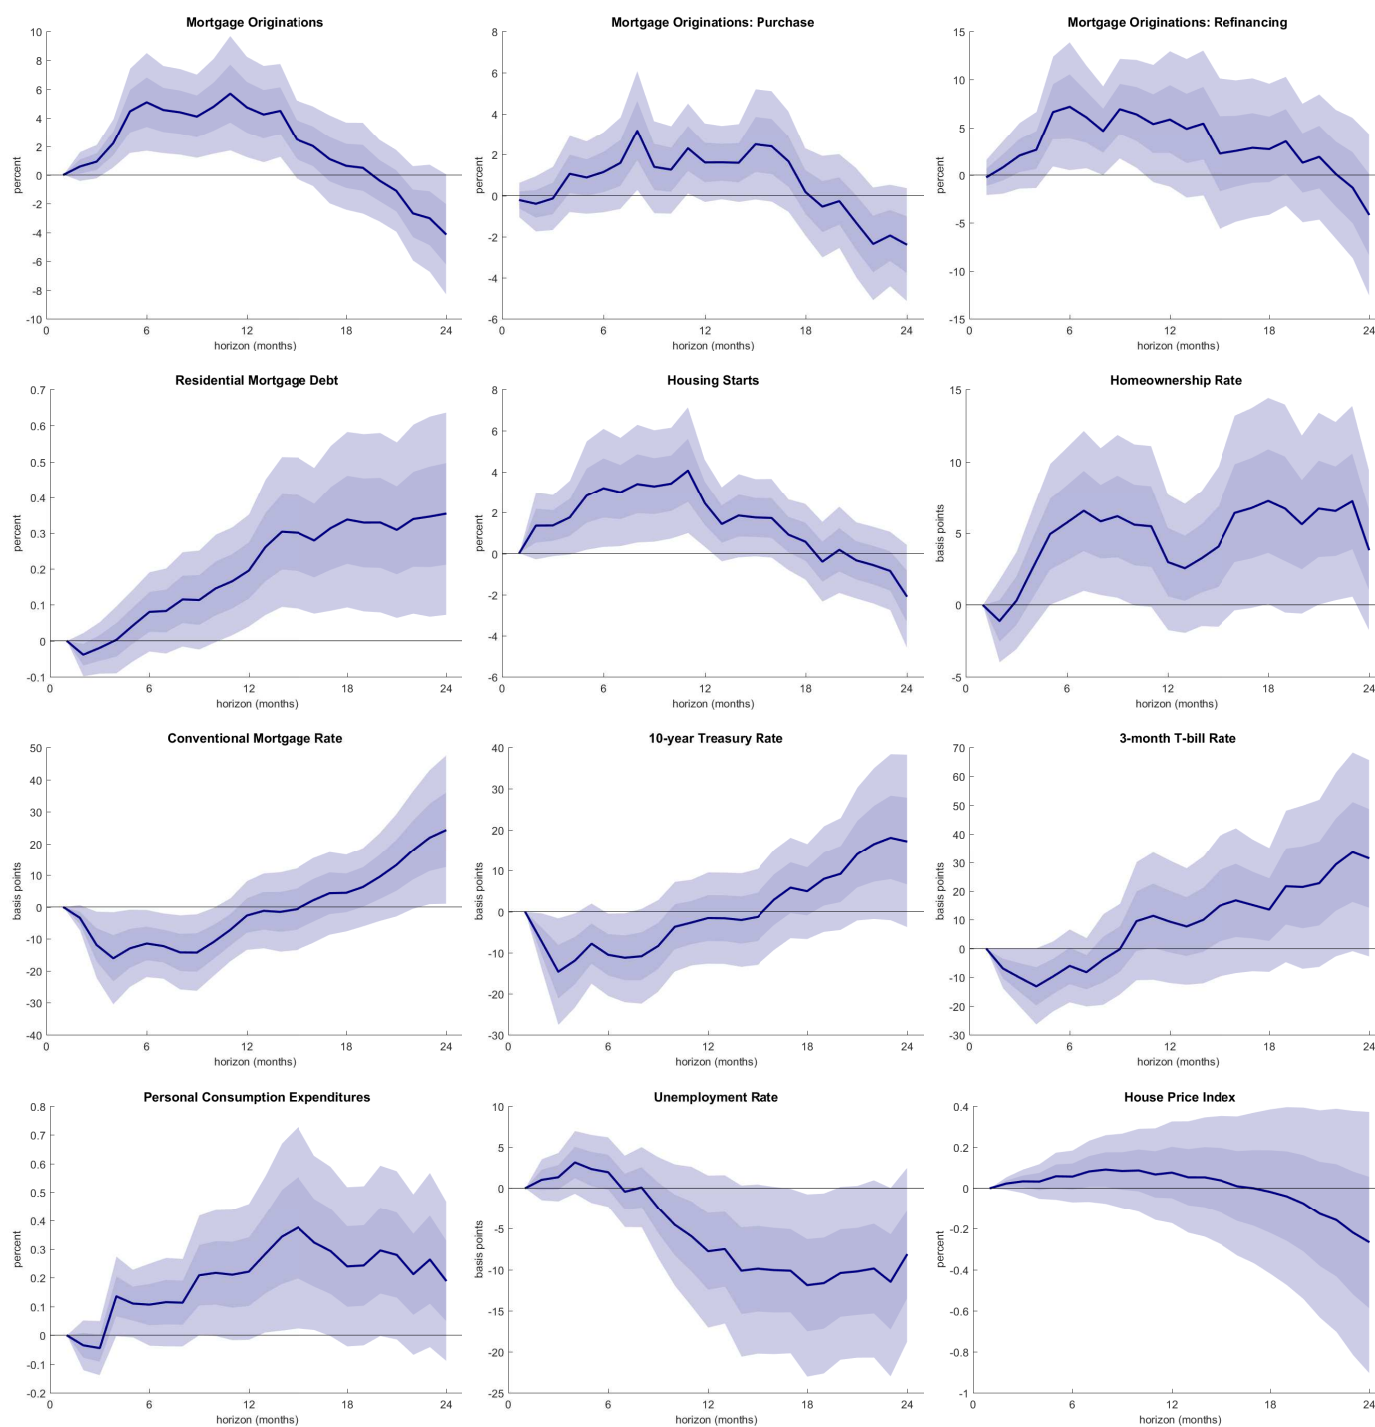 Mortgage Originations
percent
10
8
6
4
2
0
-2
-4
-6
-8
-10
0 6 12 18 24
horizon (months)
Mortgage Originations: Purchase
percent
8
6
4
2
0
-2
-4
-6
0 6 12 18 24
horizon (months)
Mortgage Originations: Refinancing
percent
15
10
5
0
-5
-10
-15
0 6 12 18 24
horizon (months)
Residential Mortgage Debt
percent
0.7
0.6
0.5
0.4
0.3
0.2
0.1
0
-0.1
0 6 12 18 24
horizon (months)
Housing Starts
percent
8
6
4
2
0
-2
-4
-6
0 6 12 18 24
horizon (months)
Homeownership Rate
basis points
15
10
5
0
-5
0 6 12 18 24
horizon (months)
Conventional Mortgage Rate
basis points
50
40
30
20
10
0
-10
-20
-30
-40
0 6 12 18 24
horizon (months)
10-year Treasury Rate
basis points
40
30
20
10
0
-10
-20
-30
0 6 12 18 24
horizon (months)
3-month T-bill Rate
basis points
70
60
50
40
30
20
10
0
-10
-20
-30
0 6 12 18 24
horizon (months)
Personal Consumption Expenditures
percent
0.8
0.7
0.6
0.5
0.4
0.3
0.2
0.1
0
-0.1
-0.2
0 6 12 18 24
horizon (months)
Unemployment Rate
basis points
10
5
0
-5
-10
-15
-20
-25
0 6 12 18 24
horizon (months)
House Price Index
percent
0.4
0.2
0
-0.2
-0.4
-0.6
-0.8
-1
0 6 12 18 24
horizon (months)